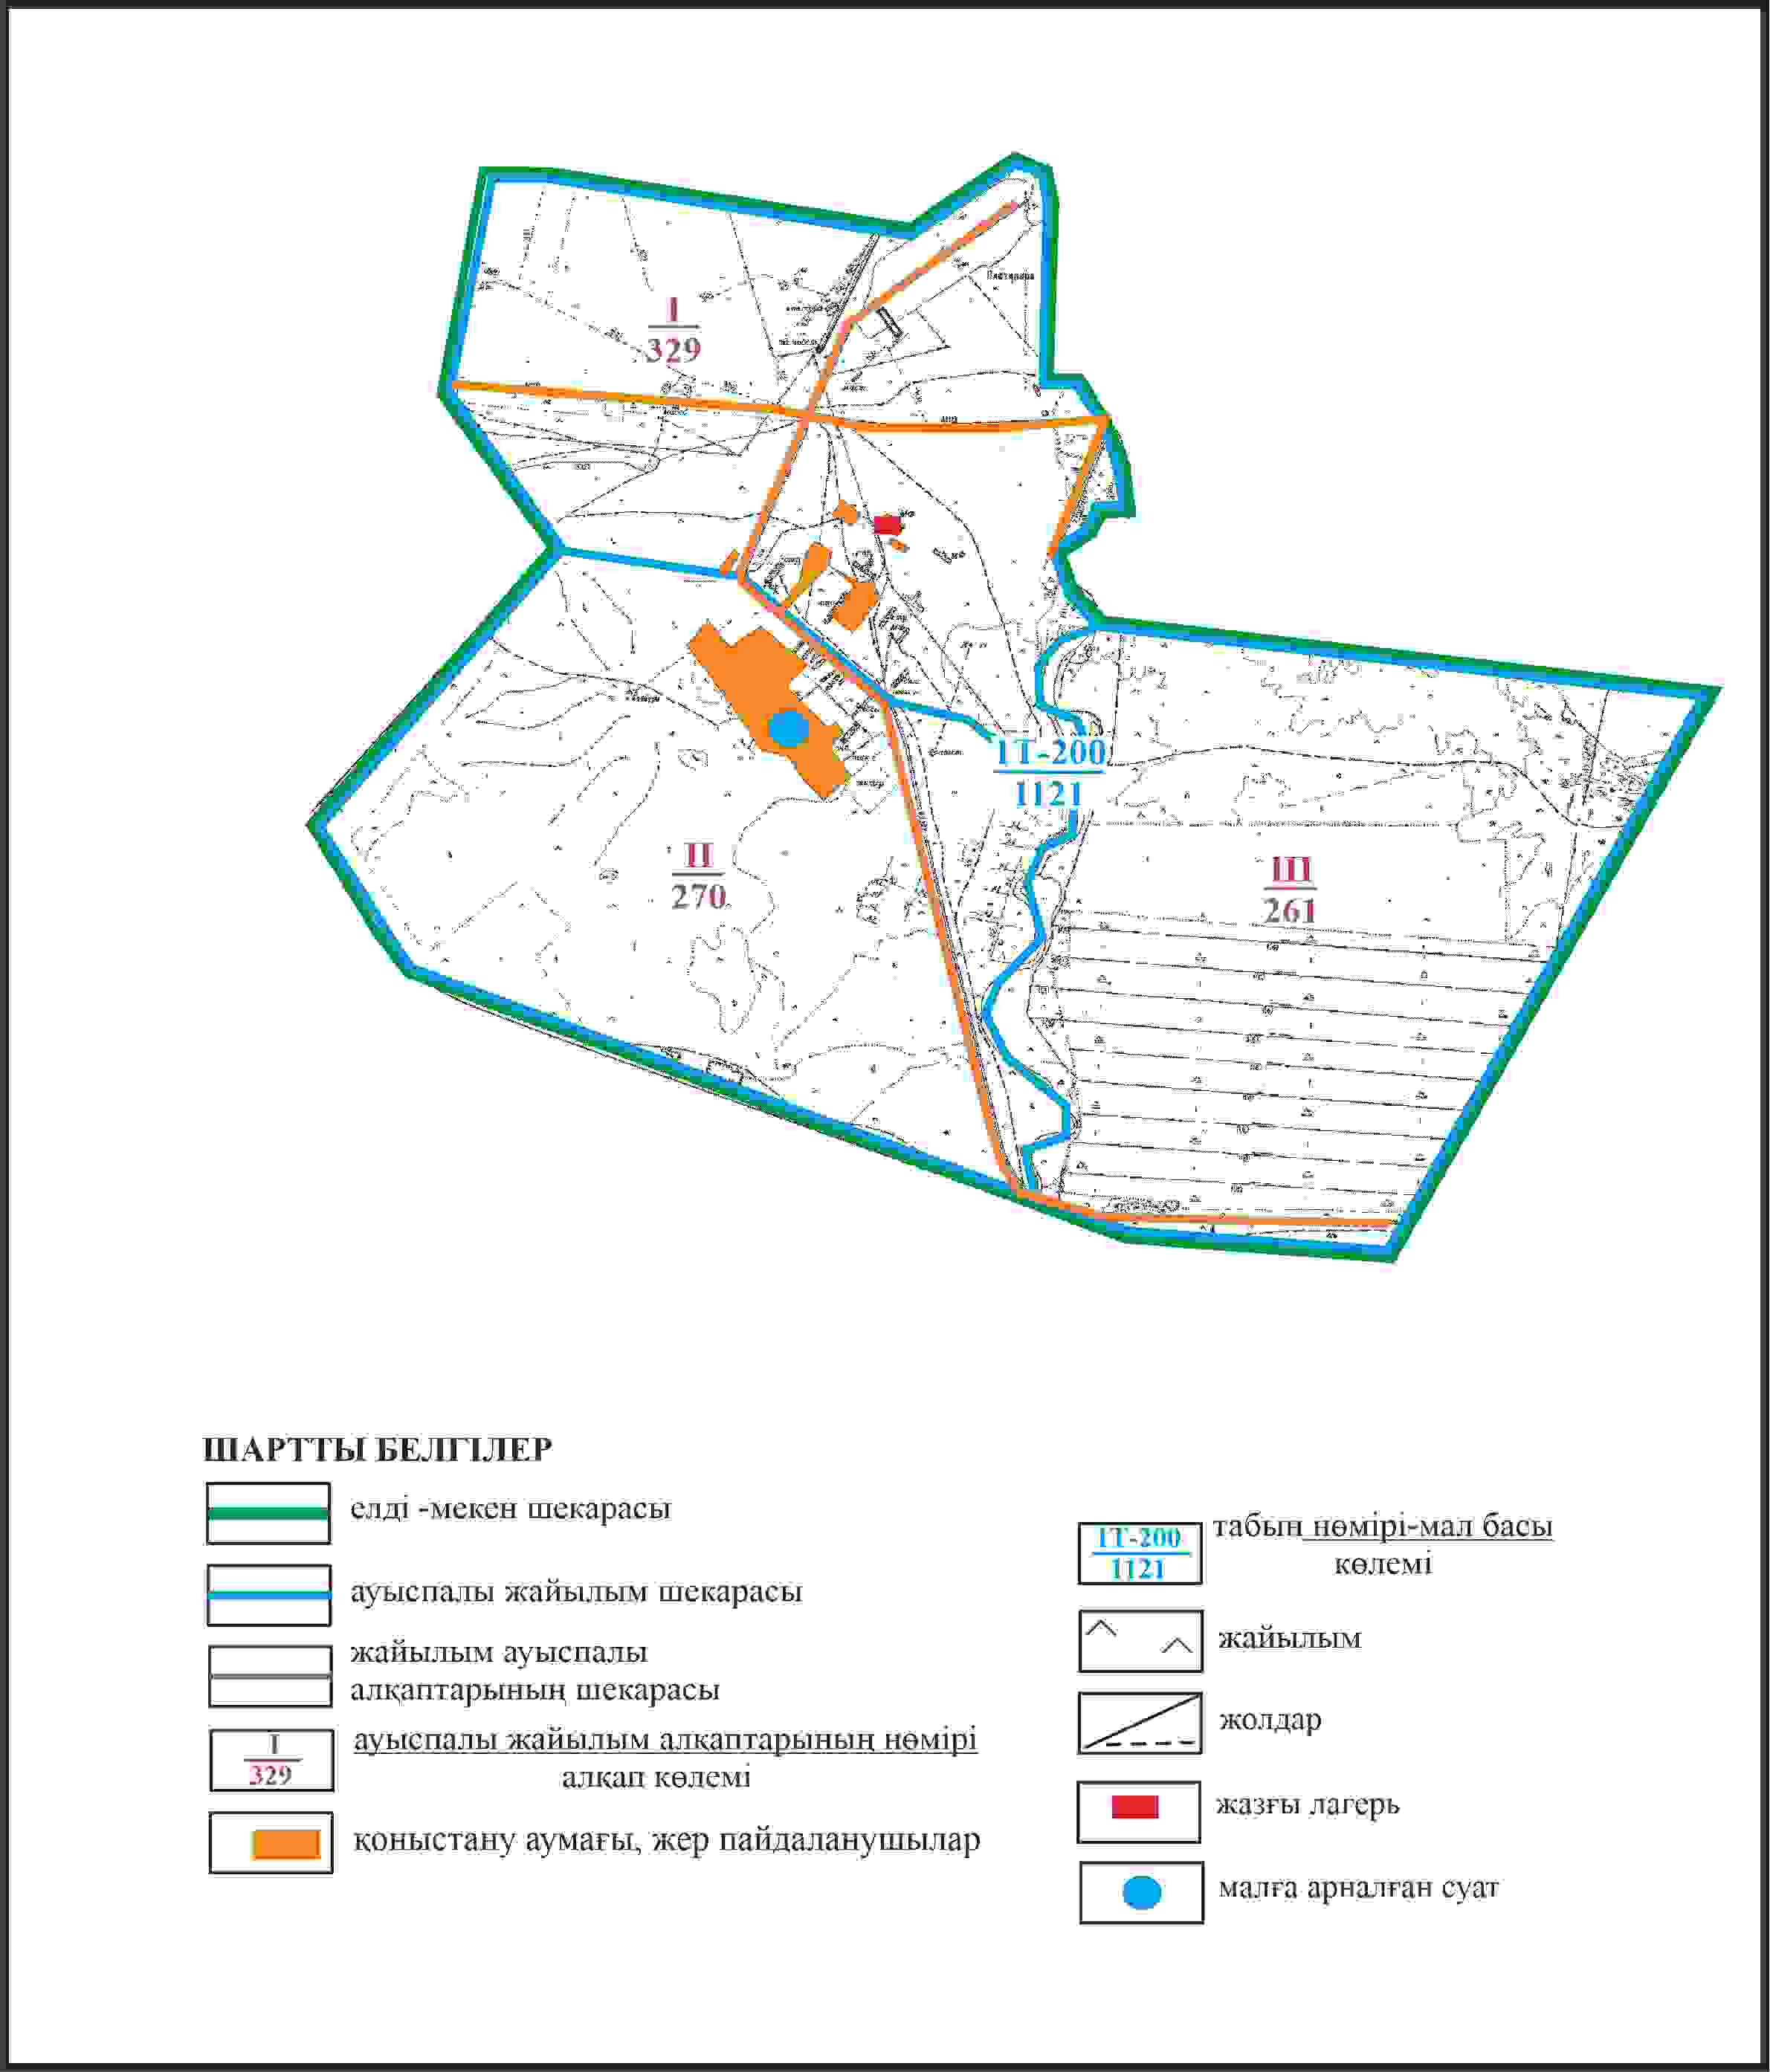 I
329
1Т-200
1121
II
270
III
261
ШАРТТЫ БЕЛГІЛЕР
елді -мекен шекарасы
ауыспалы жайылым шекарасы
жайылым ауыспалы
алқаптарының шекарасы
I
329
ауыспалы жайылым алқаптарының нөмірі
алқап көлемі
қоныстану аумағы, жер пайдаланушылар
1Т-200
1121
табын нөмірі-мал басы
көлемі
жайылым
жолдар
жазғы лагерь
малға арналған суат